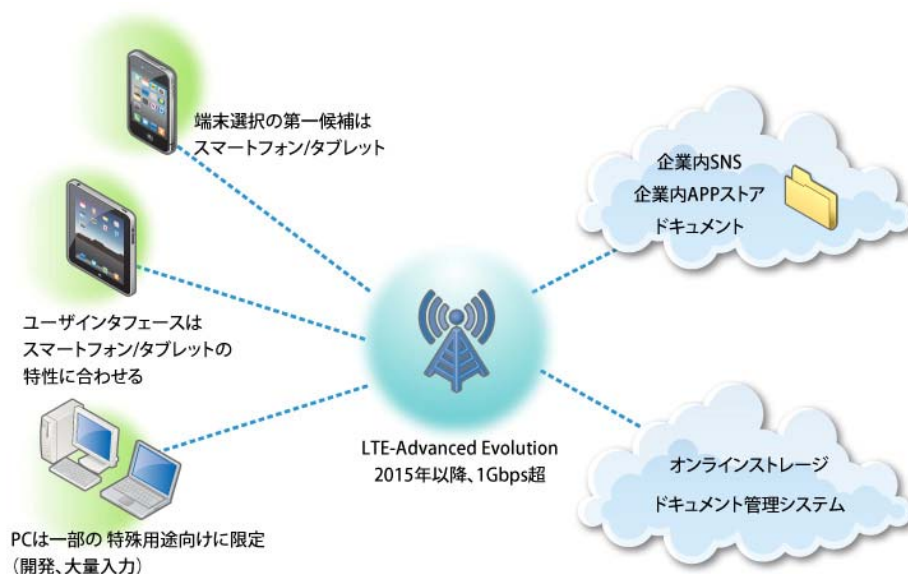 端末選択の第一候補は
スマートフォン/タブレット
企業内SNS
企業内APPストア
ドキュメント
ユーザインタフェースは
スマートフォン/タブレットの
特性に合わせる
LTE-Advanced Evolution
2015年以降、1Gbps超
オンラインストレージ
ドキュメント管理システム
PCは一部の 特殊用途向けに限定
（開発、大量入力）